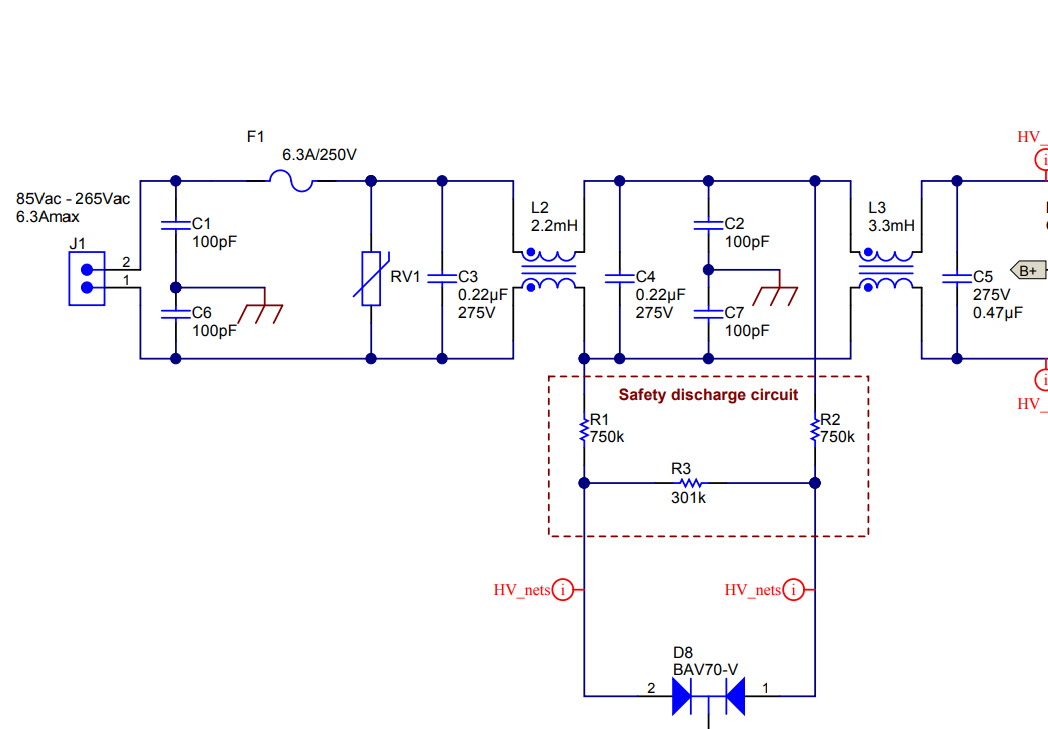 HV_
F1
6.3A/250V
85Vac - 265Vac
6.3Amax
J1
2
1
C1
100pF
C6
100pF
RV1
C3
0.22µF
275V
L2
2.2mH
C4
0.22µF
275V
C2
100pF
C7
100pF
L3
3.3mH
C5
275V
0.47µF
B+
i
i
HV_
Safety discharge circuit
R1
750k
R2
750k
R3
301k
HV_nets i
HV_nets i
D8
BAV70-V
2
1